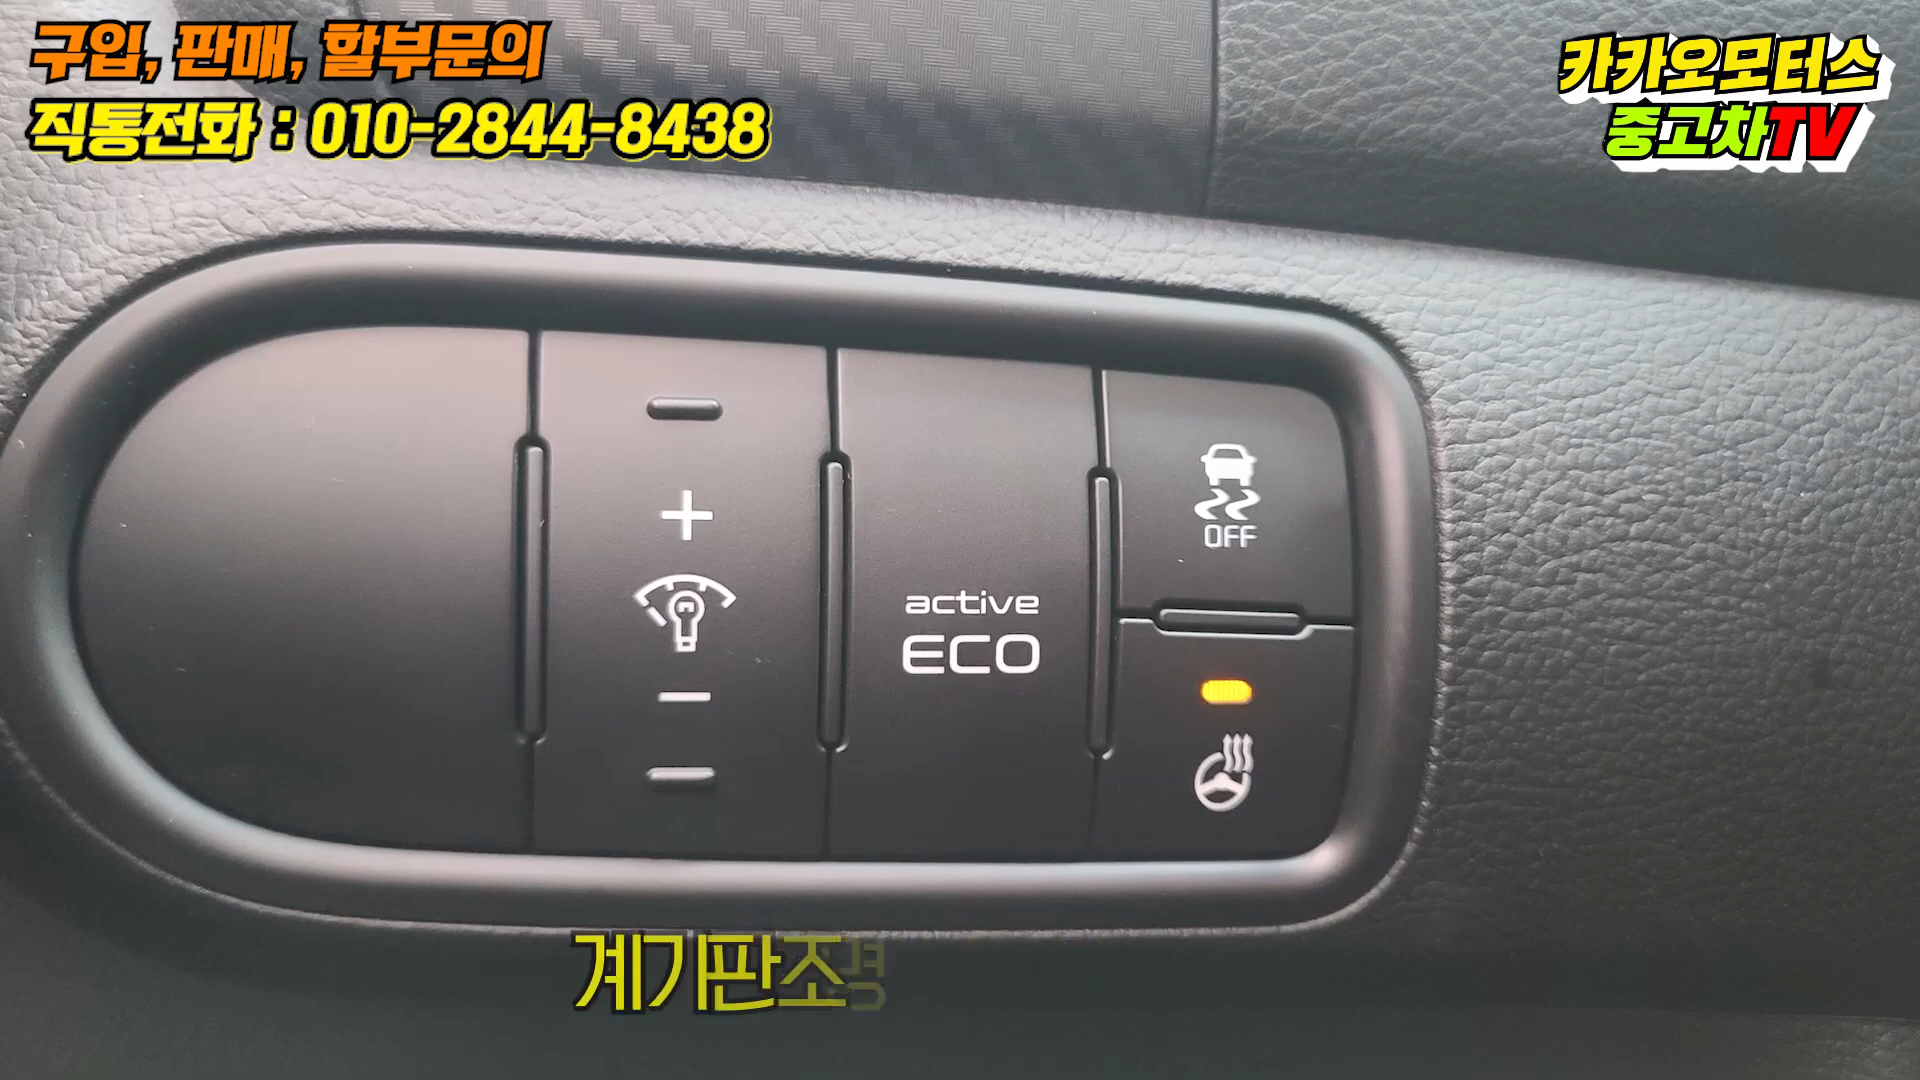 구입, 판매, 할부문의
직통전화 : 010-2844-8438
카카오모터스
중고차TV
OFF
active
ECO
계기판조명